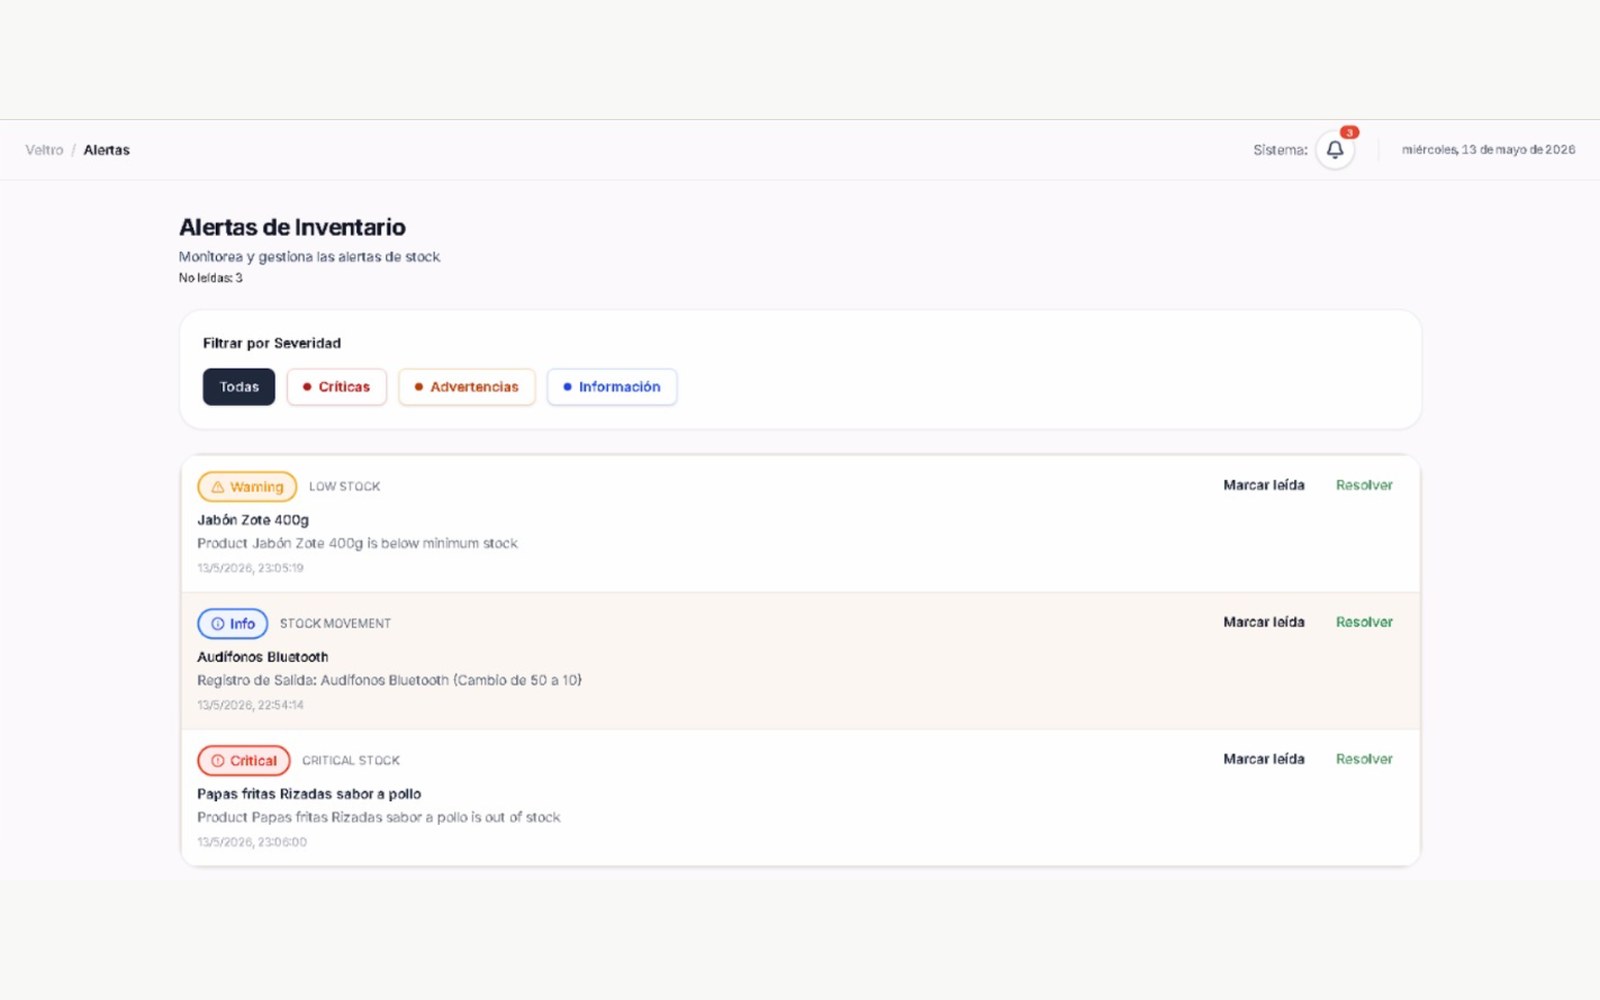 Veltro / Alertas
Sistema:
3
miércoles, 13 de mayo de 2026
Alertas de Inventario
Monitorea y gestiona las alertas de stock
No leídas: 3
Filtrar por Severidad
Todas
Críticas
Advertencias
Información
Warning LOW STOCK
Marcar leída
Resolver
Jabón Zote 400g
Product Jabón Zote 400g is below minimum stock
13/5/2026, 23:05:19
Info STOCK MOVEMENT
Marcar leída
Resolver
Audífonos Bluetooth
Registro de Salida: Audífonos Bluetooth (Cambio de 50 a 10)
13/5/2026, 22:54:14
Critical CRITICAL STOCK
Marcar leída
Resolver
Papas fritas Rizadas sabor a pollo
Product Papas fritas Rizadas sabor a pollo is out of stock
13/5/2026, 23:06:00